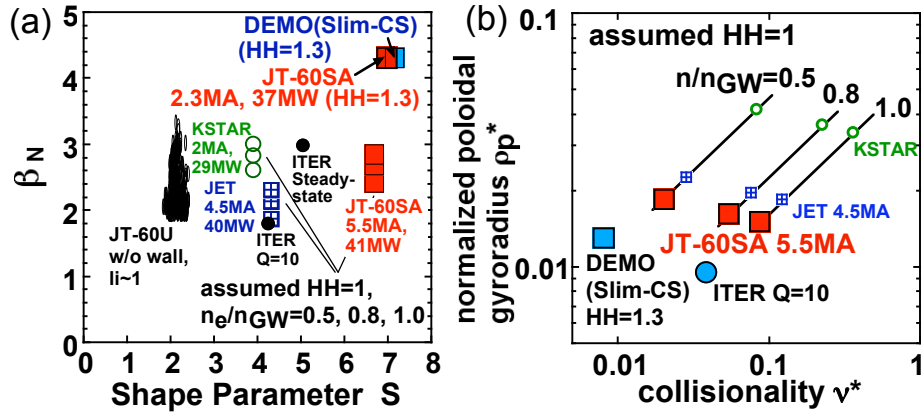 (a)
5
4
3
2
1
0
β_N
0 1 2 3 4 5 6 7 8
Shape Parameter S
DEMO(Slim-CS)
(HH=1.3)
JT-60SA
2.3MA, 37MW (HH=1.3)
KSTAR
2MA,
29MW
JET
4.5MA
40MW
ITER
Steady-
state
ITER
Q=10
JT-60SA
5.5MA,
41MW
JT-60U
w/o wall,
li~1
assumed HH=1,
n_e/n_GW=0.5, 0.8, 1.0
(b)
0.1
0.01
normalized poloidal
gyroradius ρp*
0.01 0.1 1
collisionality ν*
assumed HH=1
n/n_GW=0.5
0.8
1.0
KSTAR
JET 4.5MA
JT-60SA 5.5MA
DEMO
(Slim-CS)
HH=1.3
ITER Q=10